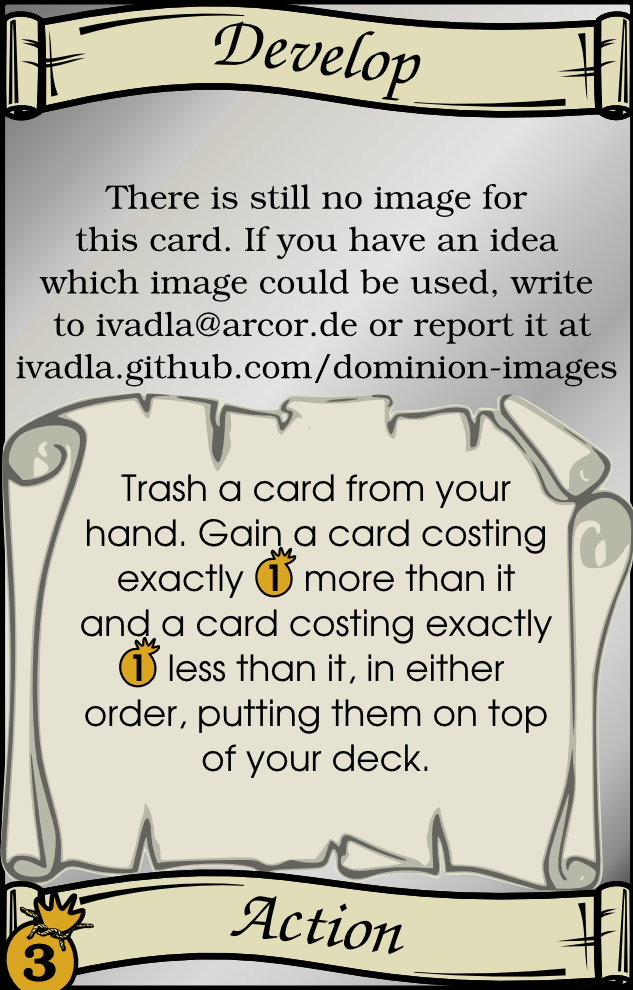 Develop
There is still no image for
this card. If you have an idea
which image could be used, write
to ivadla@arcor.de or report it at
ivadla.github.com/dominion-images
Trash a card from your
hand. Gain a card costing
exactly 1 more than it
and a card costing exactly
1 less than it, in either
order, putting them on top
of your deck.
Action
3